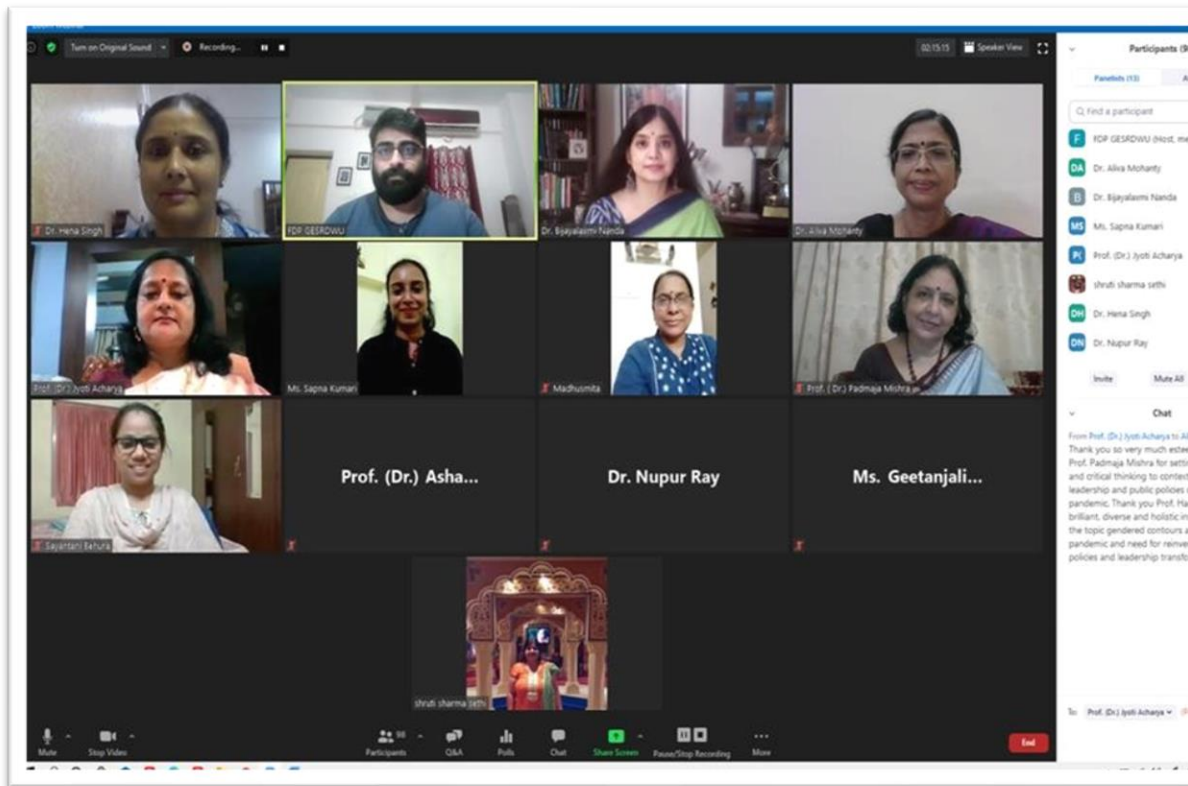 Turn on Original Sound
Recording...
02:15:15
Speaker View
Participants (9
Panelists (13)
A
Find a participant
F FDP GESRDWU (Host, me
DA Dr. Aliva Mohanty
B Dr. Bijayalaxmi Nanda
MS Ms. Sapna Kumari
P( Prof. (Dr.) Jyoti Acharya
shruti sharma sethi
DH Dr. Hena Singh
DN Dr. Nupur Ray
Invite
Mute All
Chat
From Prof. (Dr.) Jyoti Acharya to Al
Thank you so very much estee
Prof. Padmaja Mishra for setti
and critical thinking to context
leadership and public policies
pandemic. Thank you Prof. Ha
brilliant, diverse and holistic in
the topic gendered contours a
pandemic and need for reinve
policies and leadership transfo
To: Prof. (Dr.) Jyoti Acharya
Dr. Hena Singh
FDP GESRDWU
Dr. Bijayalaxmi Nanda
Dr. Aliva Mohanty
Prof. (Dr.) Jyoti Acharya
Ms. Sapna Kumari
Madhusmita
Prof. ( Dr.) Padmaja Mishra
Sayantani Behura
Prof. (Dr.) Asha...
Dr. Nupur Ray
Ms. Geetanjali...
shruti sharma sethi
Mute
Stop Video
Participants
98
Q&A
Polls
Chat
Share Screen
Pause/Stop Recording
More
End